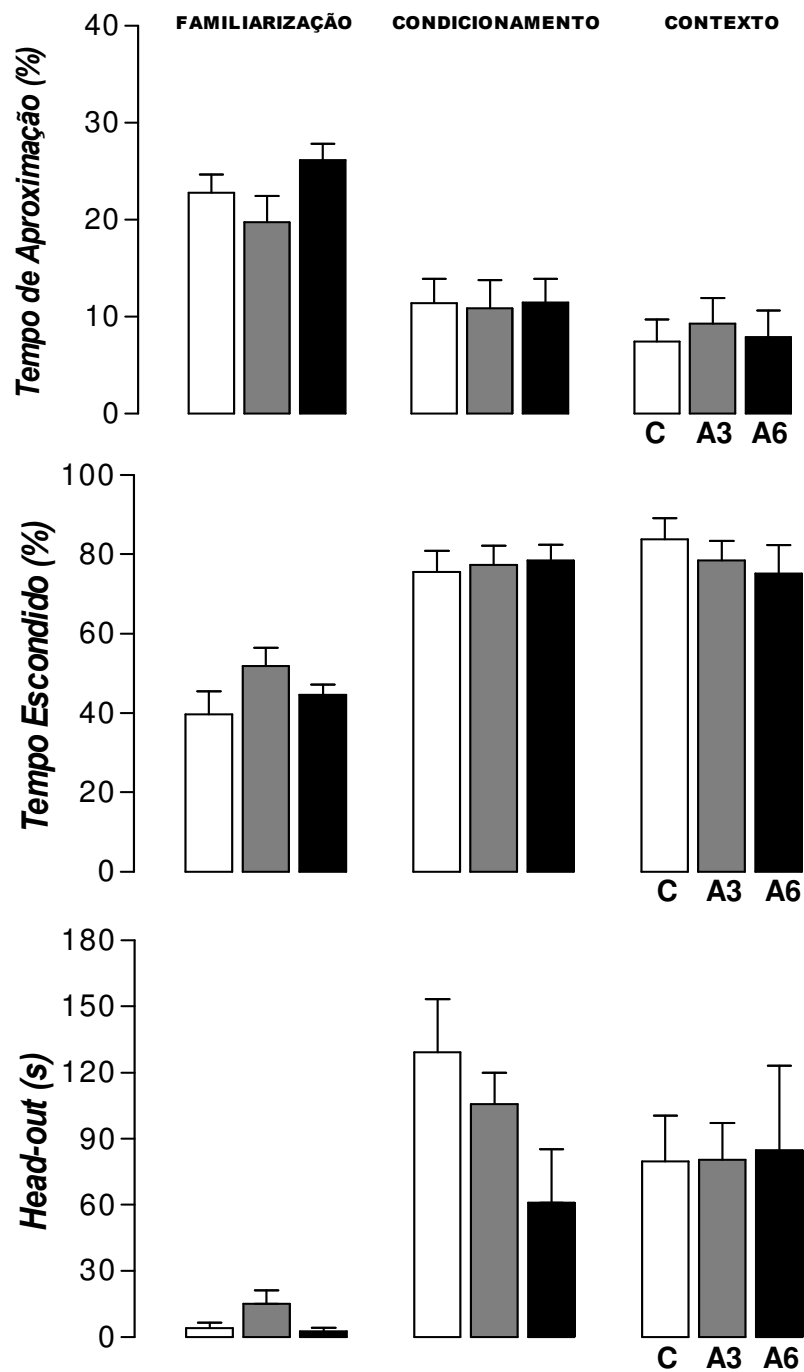 FAMILIARIZAÇÃO CONDICIONAMENTO CONTEXTO
Tempo de Aproximação (%)
40
30
20
10
0
C A3 A6
Tempo Escondido (%)
100
80
60
40
20
0
C A3 A6
Head-out (s)
180
150
120
90
60
30
0
C A3 A6